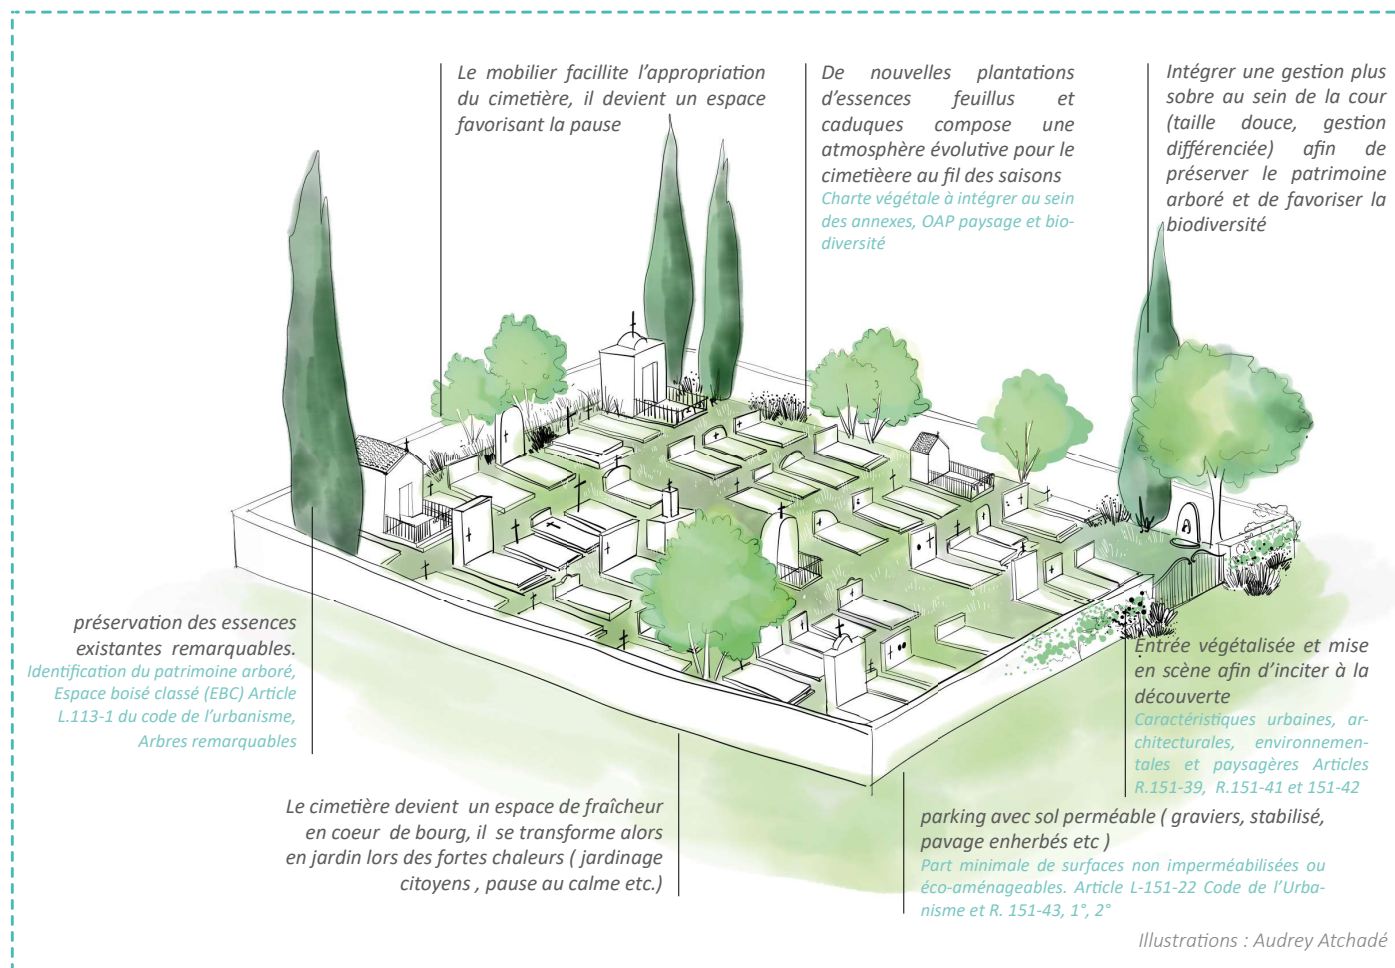 Le mobilier facillite l’appropriation
du cimetière, il devient un espace
favorisant la pause
De nouvelles plantations
d’essences feuillus et
caduques compose une
atmosphère évolutive pour le
cimetièere au fil des saisons
Charte végétale à intégrer au sein
des annexes, OAP paysage et bio-
diversité
Intégrer une gestion plus
sobre au sein de la cour
(taille douce, gestion
différenciée) afin de
préserver le patrimoine
arboré et de favoriser la
biodiversité
préservation des essences
existantes remarquables.
Identification du patrimoine arboré,
Espace boisé classé (EBC) Article
L.113-1 du code de l’urbanisme,
Arbres remarquables
Entrée végétalisée et mise
en scène afin d’inciter à la
découverte
Caractéristiques urbaines, ar-
chitecturales, environnemen-
tales et paysagères Articles
R.151-39, R.151-41 et 151-42
Le cimetière devient un espace de fraîcheur
en coeur de bourg, il se transforme alors
en jardin lors des fortes chaleurs ( jardinage
citoyens , pause au calme etc.)
parking avec sol perméable ( graviers, stabilisé,
pavage enherbés etc )
Part minimale de surfaces non imperméabilisées ou
éco-aménageables. Article L-151-22 Code de l’Urba-
nisme et R. 151-43, 1°, 2°
Illustrations : Audrey Atchadé